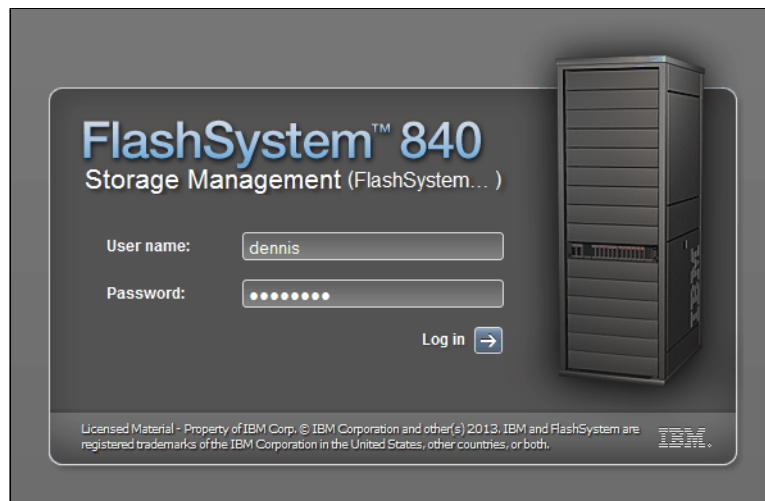 FlashSystem™ 840
Storage Management (FlashSystem... )
User name:
dennis
Password:
●●●●●●●●
Log in
IBM
Licensed Material - Property of IBM Corp. © IBM Corporation and other(s) 2013. IBM and FlashSystem are
registered trademarks of the IBM Corporation in the United States, other countries, or both.
IBM.